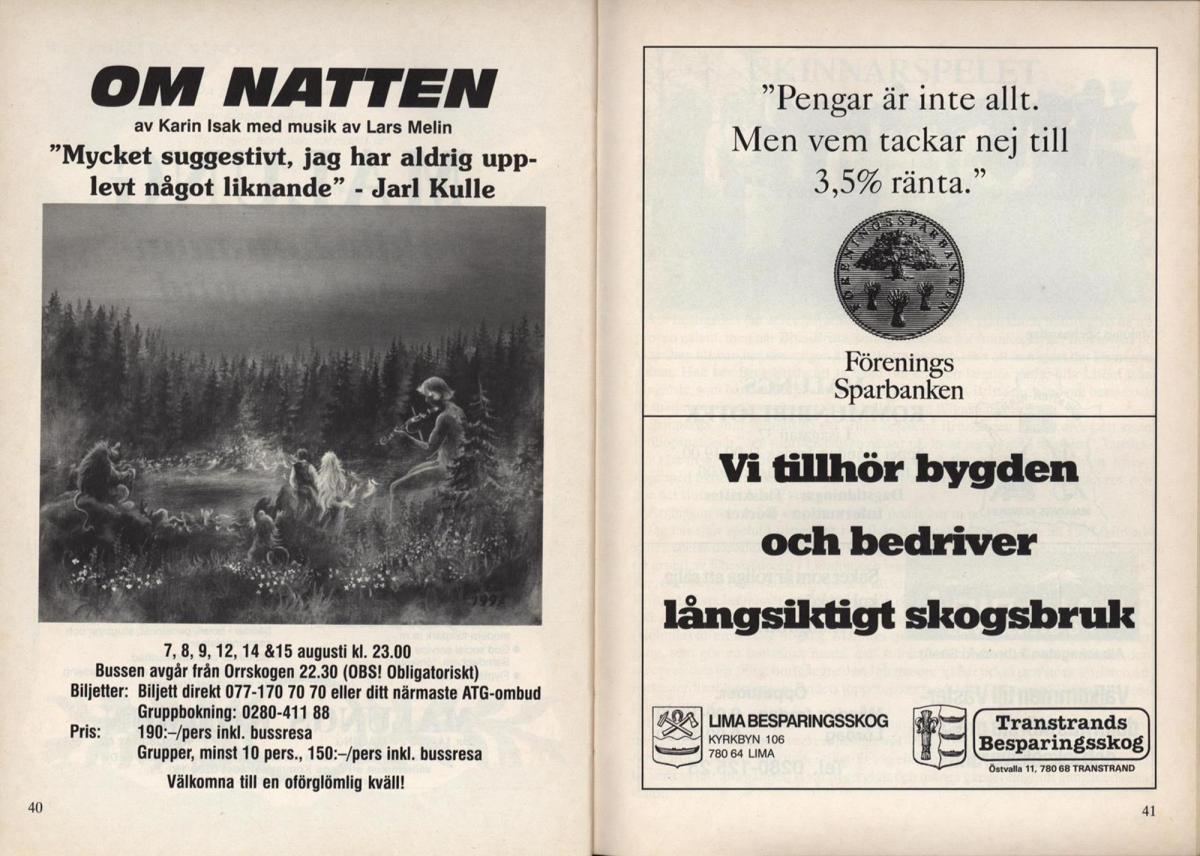 OM NATTEN
av Karin Isak med musik av Lars Melin
”Mycket suggestivt, jag har aldrig upp-
levt något liknande” - Jarl Kulle
7, 8, 9, 12, 14 &15 augusti kl. 23.00
Bussen avgår från Orrskogen 22.30 (OBS! Obligatoriskt)
Biljetter: Biljett direkt 077-170 70 70 eller ditt närmaste ATG-ombud
Gruppbokning: 0280-411 88
Pris: 190:–/pers inkl. bussresa
Grupper, minst 10 pers., 150:–/pers inkl. bussresa
Välkomna till en oförglömlig kväll!
40
”Pengar är inte allt.
Men vem tackar nej till
3,5% ränta.”
FÖRENINGSSPARBANKEN
Förenings
Sparbanken
Vi tillhör bygden
och bedriver
långsiktigt skogsbruk
LIMA BESPARINGSSKOG
KYRKBYN 106
780 64 LIMA
Transtrands
Besparingsskog
Östvalla 11, 780 68 TRANSTRAND
41